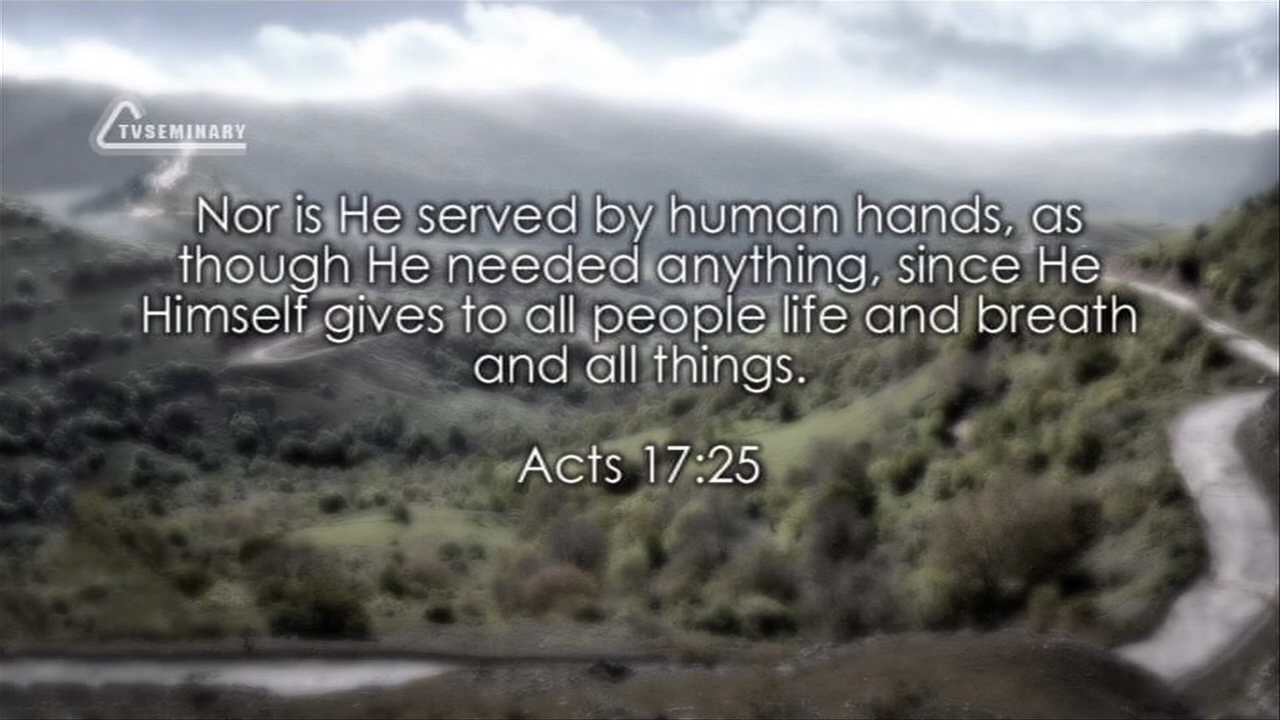 TVSEMINARY
Nor is He served by human hands, as
though He needed anything, since He
Himself gives to all people life and breath
and all things.
Acts 17:25